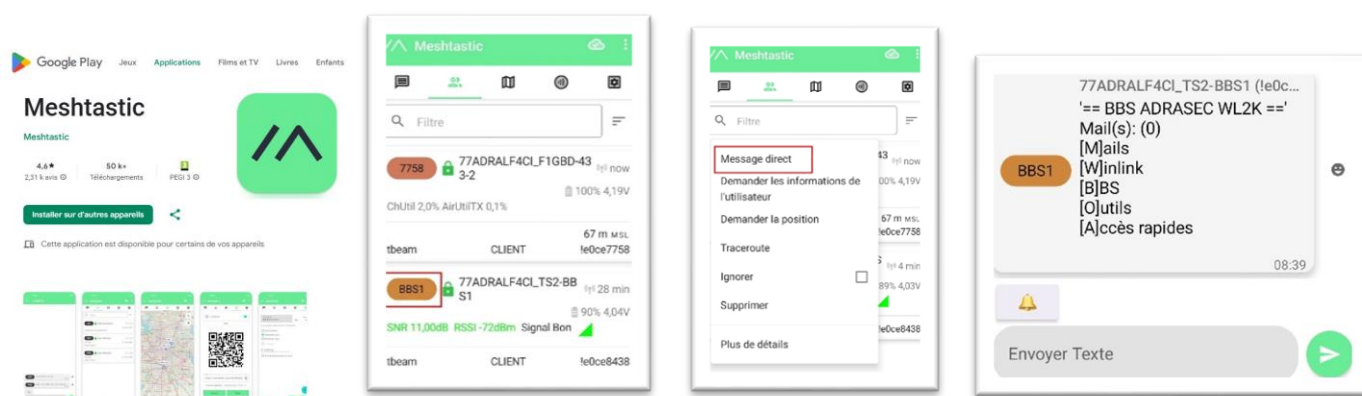 Google Play Jeux Applications Films et TV Livres Enfants
Meshtastic
Meshtastic
4,6★ 50 k+
2,31 k avis Téléchargements PEGI 3
Installer sur d'autres appareils
Cette application est disponible pour certains de vos appareils
Meshtastic
Filtre
7758 77ADRALF4CI_F1GBD-43 now
3-2
100% 4,19V
ChUtil 2,0% AirUtilTX 0,1%
67 m MSL
tbeam CLIENT !e0ce7758
BBS1 77ADRALF4CI_TS2-BB 28 min
S1
90% 4,04V
SNR 11,00dB RSSI -72dBm Signal Bon
tbeam CLIENT !e0ce8438
Meshtastic
Filtre
Message direct
Demander les informations de
l'utilisateur
Demander la position
Traceroute
Ignorer
Supprimer
Plus de détails
43 now
00% 4,19V
67 m MSL
!e0ce7758
S 4 min
89% 4,03V
!e0ce8438
77ADRALF4CI_TS2-BBS1 (!e0c...
'== BBS ADRASEC WL2K =='
Mail(s): (0)
[M]ails
BBS1
[W]inlink
[B]BS
[O]utils
[A]ccès rapides
08:39
Envoyer Texte